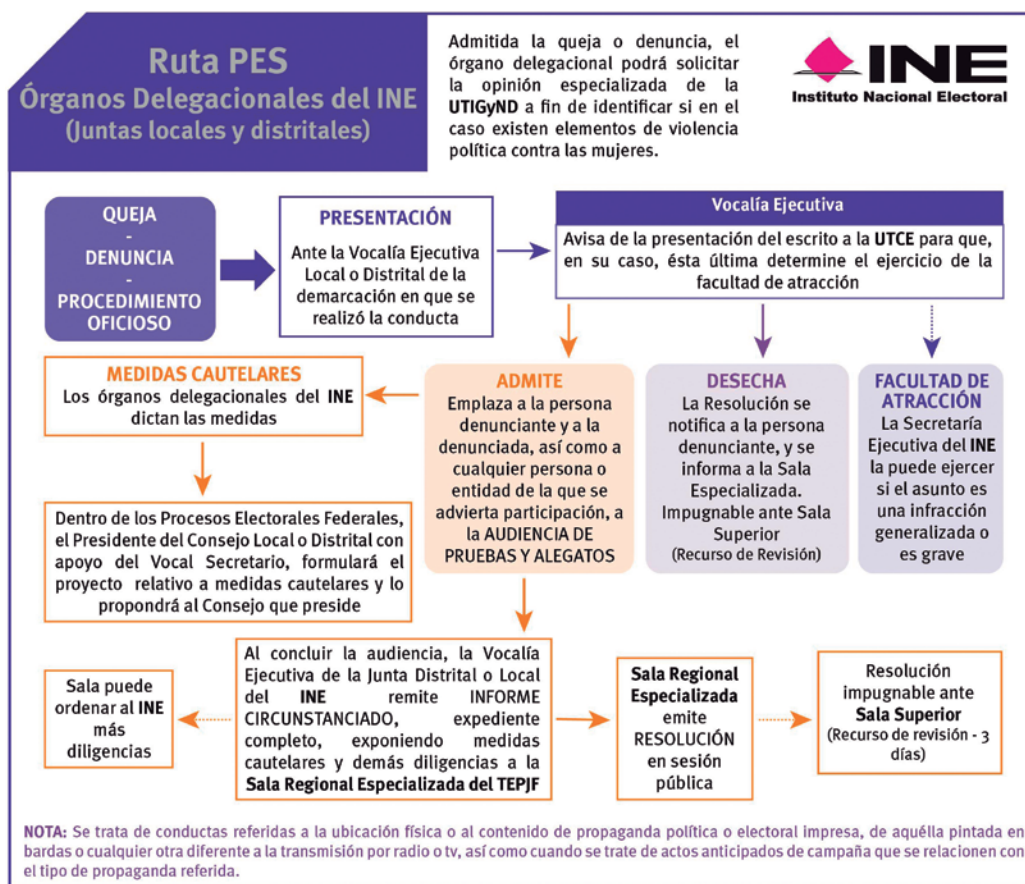 Ruta PES
Órganos Delegacionales del INE
(Juntas locales y distritales)
Admitida la queja o denuncia, el
órgano delegacional podrá solicitar
la opinión especializada de la
UTIGyND a fin de identificar si en el
caso existen elementos de violencia
política contra las mujeres.
INE
Instituto Nacional Electoral
QUEJA
-
DENUNCIA
-
PROCEDIMIENTO
OFICIOSO
PRESENTACIÓN
Ante la Vocalía Ejecutiva
Local o Distrital de la
demarcación en que se
realizó la conducta
Vocalía Ejecutiva
Avisa de la presentación del escrito a la UTCE para que,
en su caso, ésta última determine el ejercicio de la
facultad de atracción
MEDIDAS CAUTELARES
Los órganos delegacionales del INE
dictan las medidas
ADMITE
Emplaza a la persona
denunciante y a la
denunciada, así como a
cualquier persona o
entidad de la que se
advierta participación, a
la AUDIENCIA DE
PRUEBAS Y ALEGATOS
DESECHA
La Resolución se
notifica a la persona
denunciante, y se
informa a la Sala
Especializada.
Impugnable ante Sala
Superior
(Recurso de Revisión)
FACULTAD DE
ATRACCIÓN
La Secretaría
Ejecutiva del INE
la puede ejercer
si el asunto es
una infracción
generalizada o
es grave
Dentro de los Procesos Electorales Federales,
el Presidente del Consejo Local o Distrital con
apoyo del Vocal Secretario, formulará el
proyecto relativo a medidas cautelares y lo
propondrá al Consejo que preside
Sala puede
ordenar al INE
más
diligencias
Al concluir la audiencia, la Vocalía
Ejecutiva de la Junta Distrital o Local
del INE remite INFORME
CIRCUNSTANCIADO, expediente
completo, exponiendo medidas
cautelares y demás diligencias a la
Sala Regional Especializada del TEPJF
Sala Regional
Especializada
emite
RESOLUCIÓN
en sesión
pública
Resolución
impugnable ante
Sala Superior
(Recurso de revisión - 3
días)
NOTA: Se trata de conductas referidas a la ubicación física o al contenido de propaganda política o electoral impresa, de aquélla pintada en
bardas o cualquier otra diferente a la transmisión por radio o tv, así como cuando se trate de actos anticipados de campaña que se relacionen con
el tipo de propaganda referida.